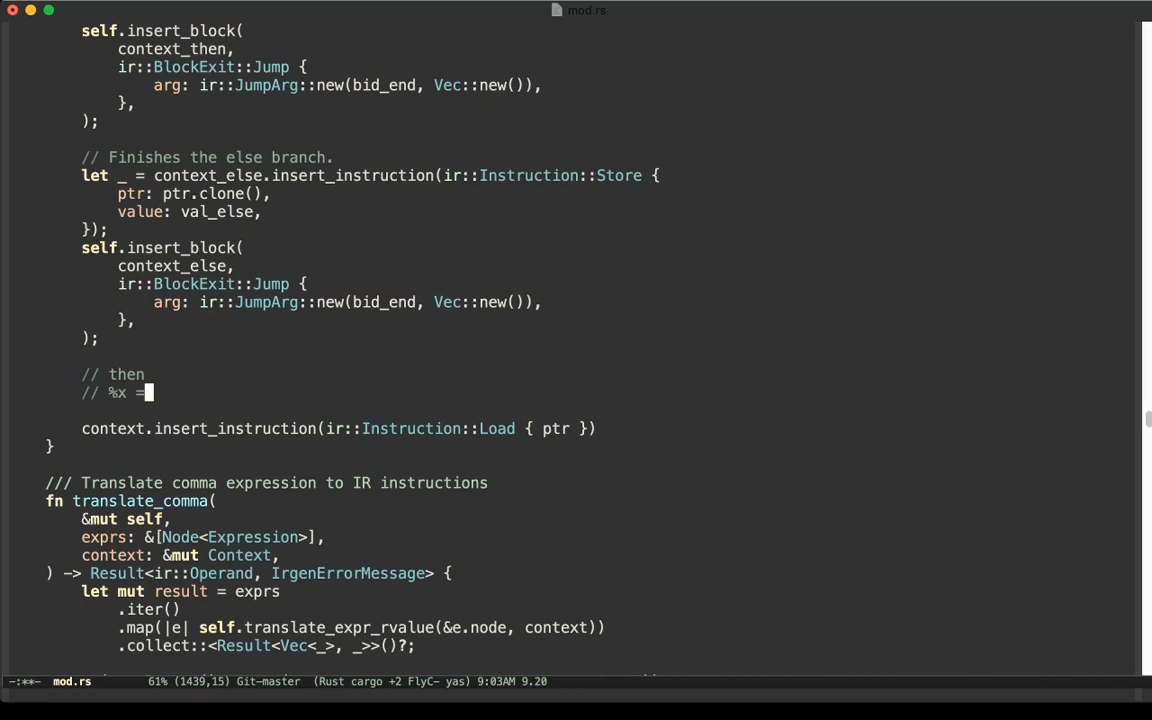 mod.rs
self.insert_block(
context_then,
ir::BlockExit::Jump {
arg: ir::JumpArg::new(bid_end, Vec::new()),
},
);
// Finishes the else branch.
let _ = context_else.insert_instruction(ir::Instruction::Store {
ptr: ptr.clone(),
value: val_else,
});
self.insert_block(
context_else,
ir::BlockExit::Jump {
arg: ir::JumpArg::new(bid_end, Vec::new()),
},
);
// then
// %x =
context.insert_instruction(ir::Instruction::Load { ptr })
}
/// Translate comma expression to IR instructions
fn translate_comma(
&mut self,
exprs: &[Node<Expression>],
context: &mut Context,
) -> Result<ir::Operand, IrgenErrorMessage> {
let mut result = exprs
.iter()
.map(|e| self.translate_expr_rvalue(&e.node, context))
.collect::<Result<Vec<_>, _>>()?;
-:**- mod.rs 61% (1439,15) Git-master (Rust cargo +2 FlyC- yas) 9:03AM 9.20